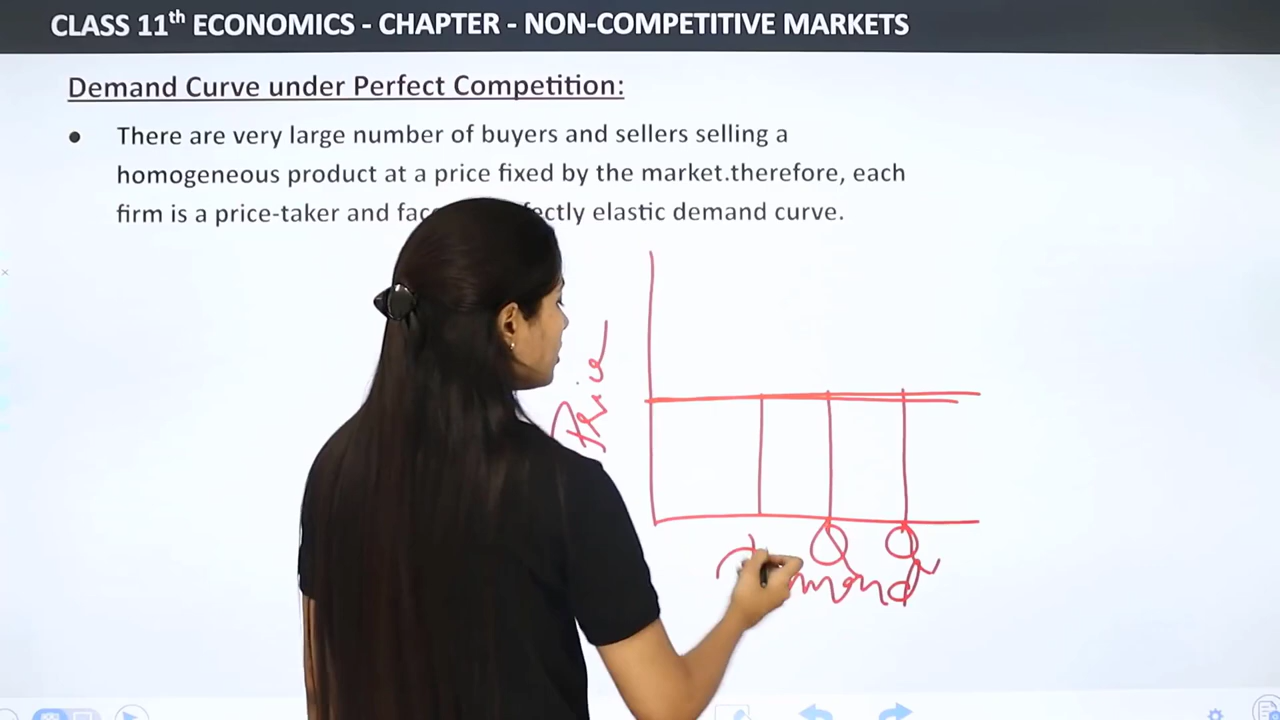 CLASS 11th ECONOMICS - CHAPTER - NON-COMPETITIVE MARKETS
Demand Curve under Perfect Competition:
• There are very large number of buyers and sellers selling a
homogeneous product at a price fixed by the market.therefore, each
firm is a price-taker and elastic demand curve.
Price